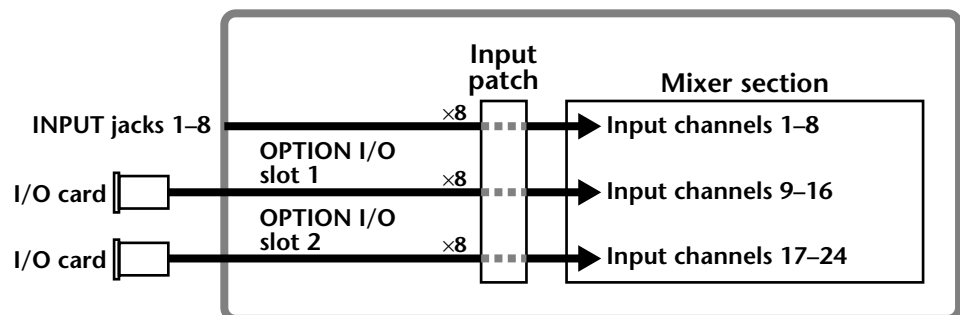 Input
patch
Mixer section
INPUT jacks 1–8
×8
Input channels 1–8
OPTION I/O
slot 1
I/O card
×8
Input channels 9–16
OPTION I/O
slot 2
I/O card
×8
Input channels 17–24